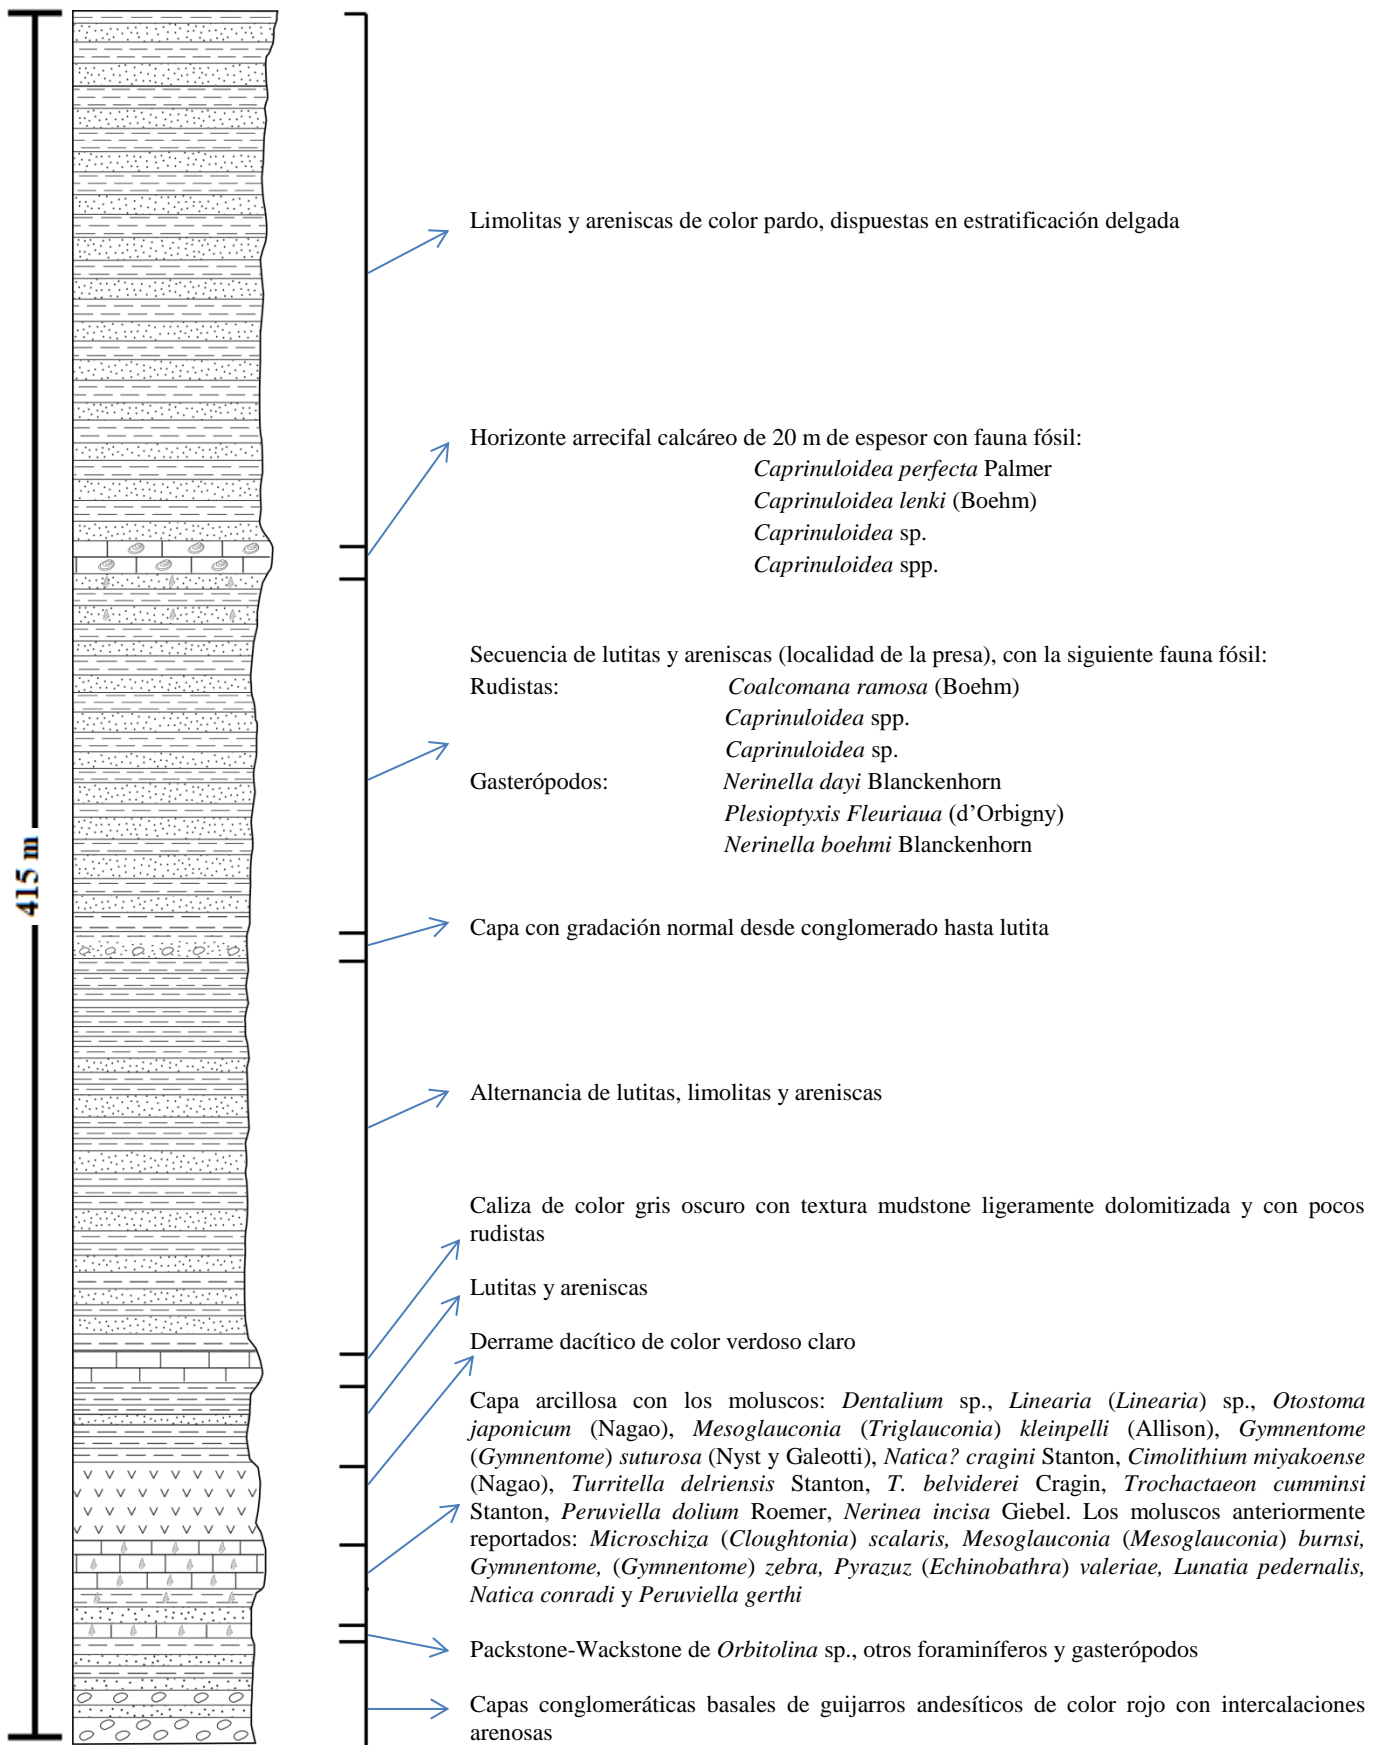 415 m
Limolitas y areniscas de color pardo, dispuestas en estratificación delgada
Horizonte arrecifal calcáreo de 20 m de espesor con fauna fósil:
Caprinuloidea perfecta Palmer
Caprinuloidea lenki (Boehm)
Caprinuloidea sp.
Caprinuloidea spp.
Secuencia de lutitas y areniscas (localidad de la presa), con la siguiente fauna fósil:
Rudistas: Coalcomana ramosa (Boehm)
Caprinuloidea spp.
Caprinuloidea sp.
Gasterópodos: Nerinella dayi Blanckenhorn
Plesioptyxis Fleuriaua (d’Orbigny)
Nerinella boehmi Blanckenhorn
Capa con gradación normal desde conglomerado hasta lutita
Alternancia de lutitas, limolitas y areniscas
Caliza de color gris oscuro con textura mudstone ligeramente dolomitizada y con pocos
rudistas
Lutitas y areniscas
Derrame dacítico de color verdoso claro
Capa arcillosa con los moluscos: Dentalium sp., Linearia (Linearia) sp., Otostoma
japonicum (Nagao), Mesoglauconia (Triglauconia) kleinpelli (Allison), Gymnentome
(Gymnentome) suturosa (Nyst y Galeotti), Natica? cragini Stanton, Cimolithium miyakoense
(Nagao), Turritella delriensis Stanton, T. belviderei Cragin, Trochactaeon cumminsi
Stanton, Peruviella dolium Roemer, Nerinea incisa Giebel. Los moluscos anteriormente
reportados: Microschiza (Cloughtonia) scalaris, Mesoglauconia (Mesoglauconia) burnsi,
Gymnentome, (Gymnentome) zebra, Pyrazuz (Echinobathra) valeriae, Lunatia pedernalis,
Natica conradi y Peruviella gerthi
Packstone-Wackstone de Orbitolina sp., otros foraminíferos y gasterópodos
Capas conglomeráticas basales de guijarros andesíticos de color rojo con intercalaciones
arenosas